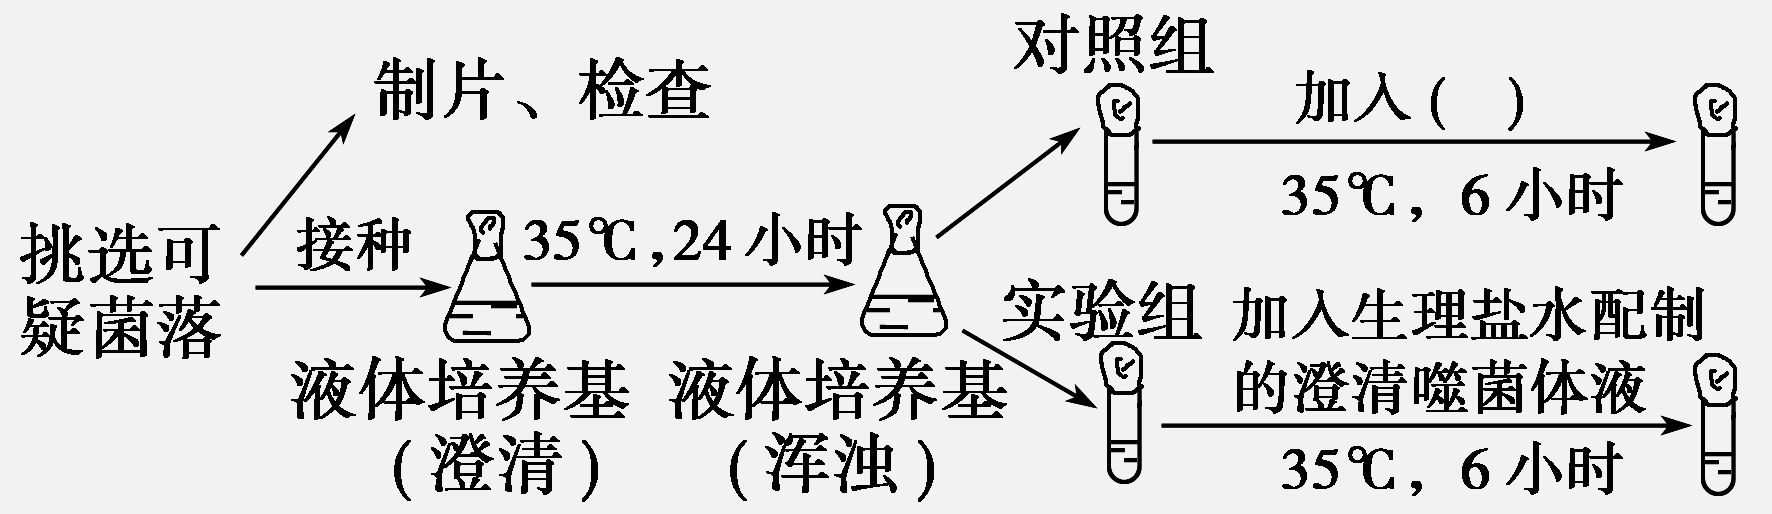 制片、检查
挑选可
疑菌落
接种
液体培养基
(澄清)
35℃,24小时
液体培养基
(浑浊)
对照组
加入( )
35℃，6小时
实验组
加入生理盐水配制
的澄清噬菌体液
35℃，6小时